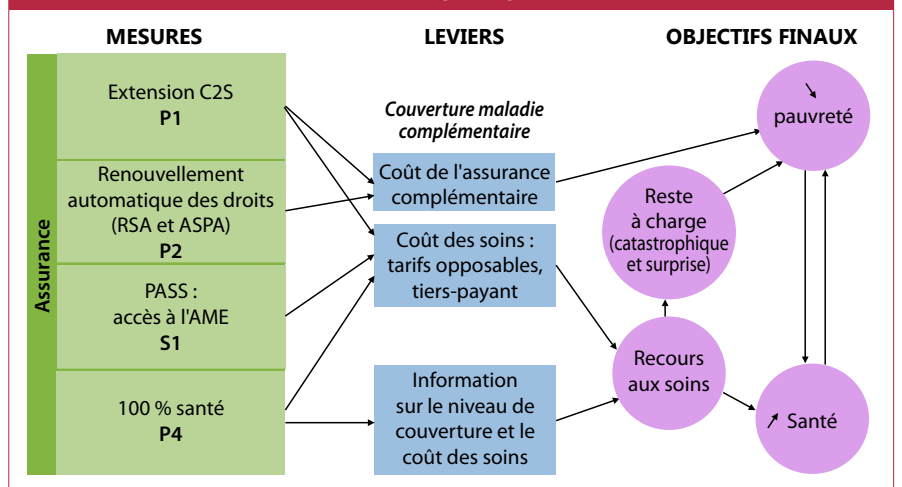 MESURES
LEVIERS
OBJECTIFS FINAUX
Assurance
Extension C2S
P1
Renouvellement
automatique des droits
(RSA et ASPA)
P2
PASS :
accès à l'AME
S1
100 % santé
P4
Couverture maladie
complémentaire
Coût de l'assurance
complémentaire
Coût des soins :
tarifs opposables,
tiers-payant
Information
sur le niveau de
couverture et le
coût des soins
pauvreté
Reste
à charge
(catastrophique
et surprise)
Recours
aux soins
Santé